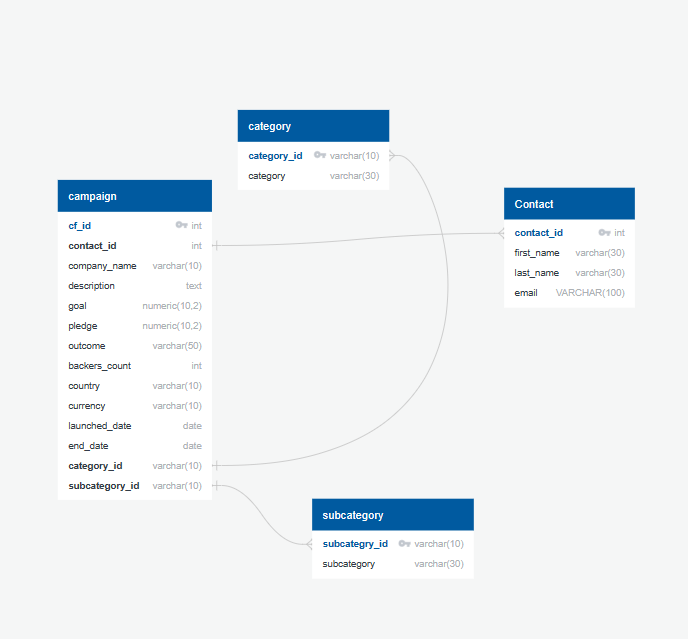 category
category_id varchar(10)
category varchar(30)
campaign
cf_id int
contact_id int
company_name varchar(10)
description text
goal numeric(10,2)
pledge numeric(10,2)
outcome varchar(50)
backers_count int
country varchar(10)
currency varchar(10)
launched_date date
end_date date
category_id varchar(10)
subcategory_id varchar(10)
Contact
contact_id int
first_name varchar(30)
last_name varchar(30)
email VARCHAR(100)
subcategory
subcategry_id varchar(10)
subcategory varchar(30)